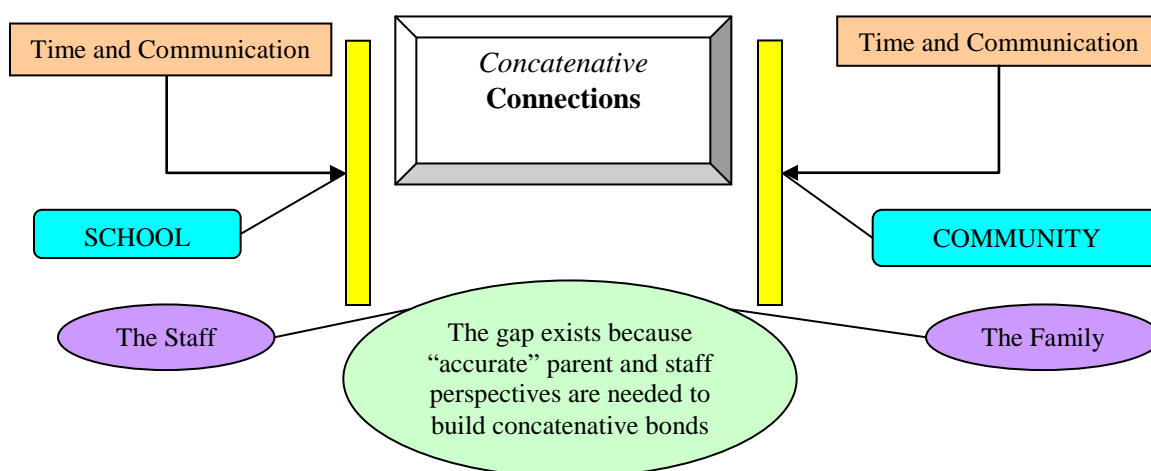 Time and Communication
Concatenative
Connections
Time and Communication
SCHOOL
COMMUNITY
The Staff
The gap exists because
“accurate” parent and staff
perspectives are needed to
build concatenative bonds
The Family